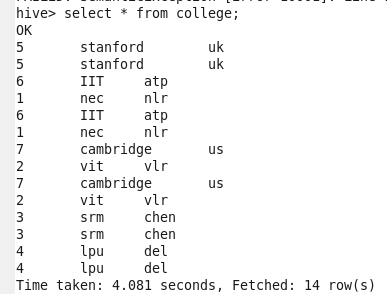 hive> select * from college;
OK
5 stanford uk
5 stanford uk
6 IIT atp
1 nec nlr
6 IIT atp
1 nec nlr
7 cambridge us
2 vit vlr
7 cambridge us
2 vit vlr
3 srm chen
3 srm chen
4 lpu del
4 lpu del
Time taken: 4.081 seconds, Fetched: 14 row(s)